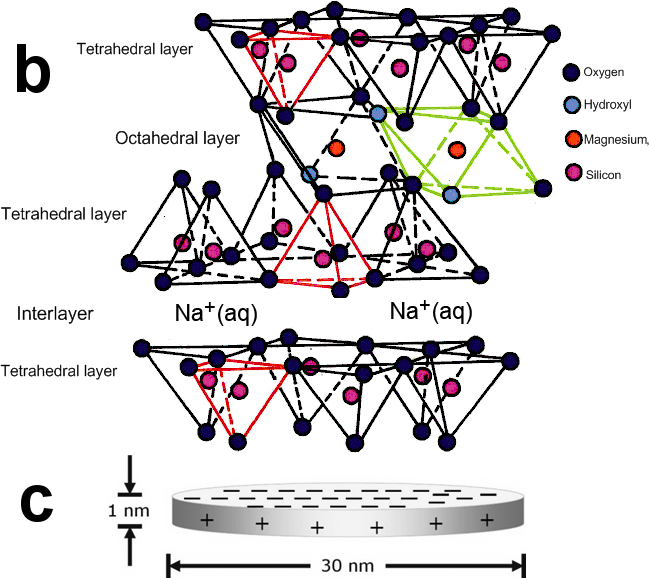 b
Tetrahedral layer
Octahedral layer
Tetrahedral layer
Interlayer
Na+(aq)
Na+(aq)
Tetrahedral layer
Oxygen
Hydroxyl
Magnesium,
Silicon
c
1 nm
+ + + + + +
30 nm